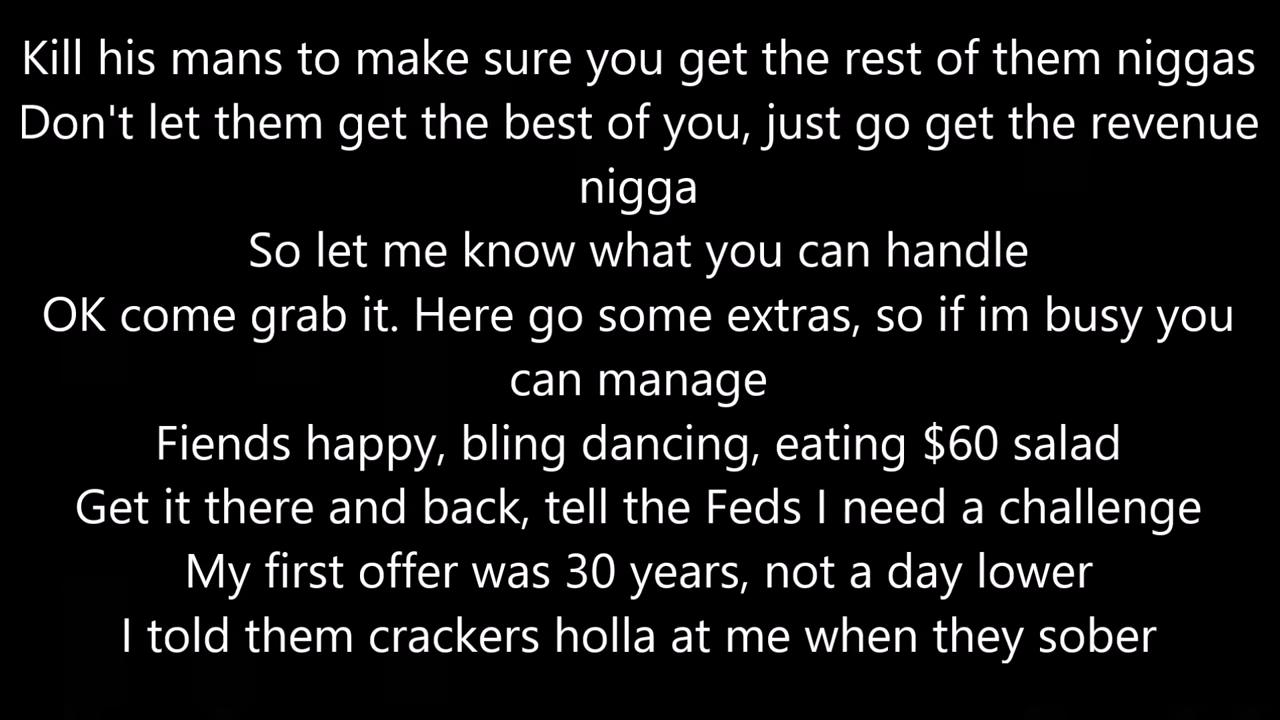 Kill his mans to make sure you get the rest of them niggas
Don't let them get the best of you, just go get the revenue
nigga
So let me know what you can handle
OK come grab it. Here go some extras, so if im busy you
can manage
Fiends happy, bling dancing, eating $60 salad
Get it there and back, tell the Feds I need a challenge
My first offer was 30 years, not a day lower
I told them crackers holla at me when they sober